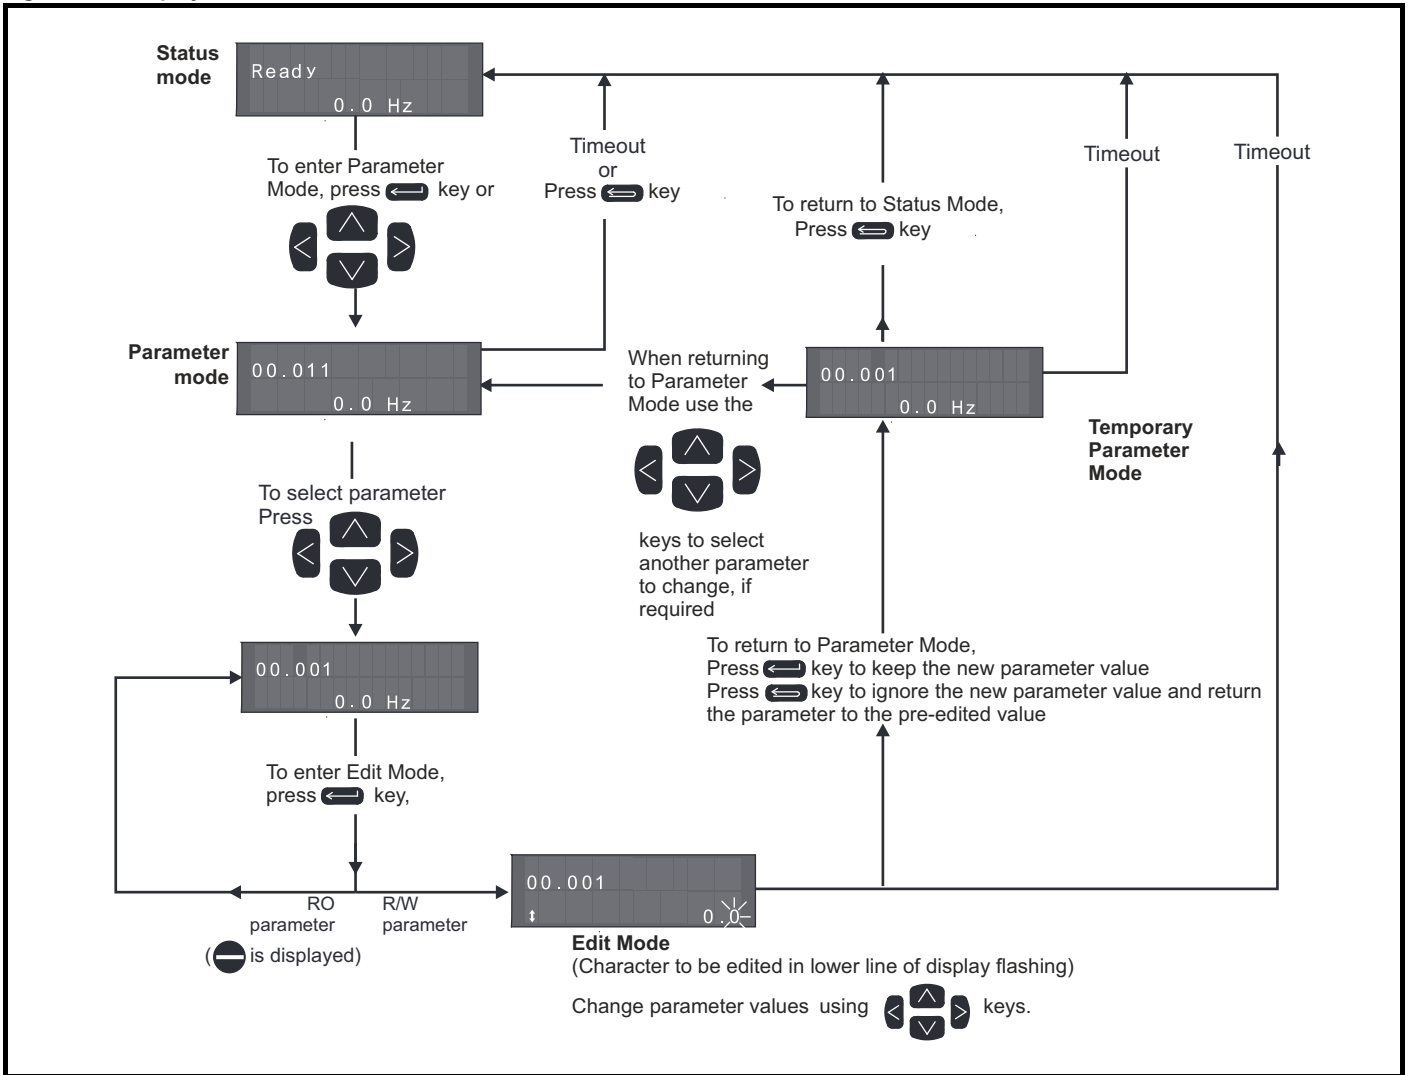 Status
mode
Ready
0.0 Hz
To enter Parameter
Mode, press key or
Timeout
or
Press key
To return to Status Mode,
Press key
Timeout
Timeout
Parameter
mode
00.011
0.0 Hz
When returning
to Parameter
Mode use the
keys to select
another parameter
to change, if
required
00.001
0.0 Hz
Temporary
Parameter
Mode
To select parameter
Press
00.001
0.0 Hz
To return to Parameter Mode,
Press key to keep the new parameter value
Press key to ignore the new parameter value and return
the parameter to the pre-edited value
To enter Edit Mode,
press key,
RO
parameter
( is displayed)
R/W
parameter
00.001
0.0
Edit Mode
(Character to be edited in lower line of display flashing)
Change parameter values using keys.